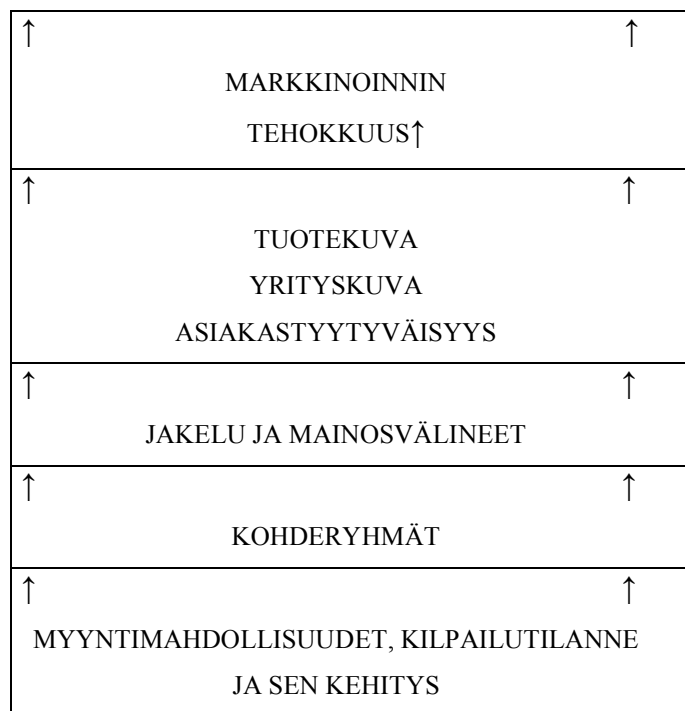 ↑ ↑
MARKKINOINNIN
TEHOKKUUS↑
↑ ↑
TUOTEKUVA
YRITYSKUVA
ASIAKASTYYTYVÄISYYS
↑ ↑
JAKELU JA MAINOSVÄLINEET
↑ ↑
KOHDERYHMÄT
↑ ↑
MYYNTIMAHDOLLISUUDET, KILPAILUTILANNE
JA SEN KEHITYS